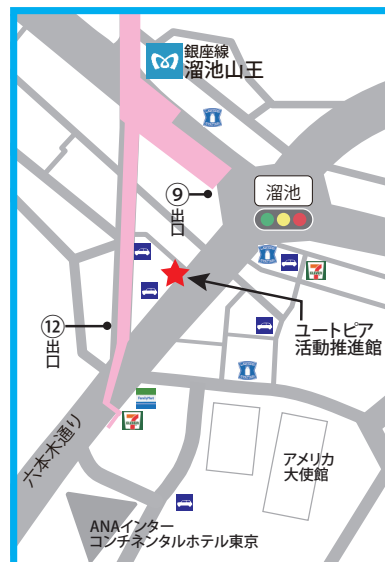 銀座線
溜池山王
⑨
出口
溜池
ユートピア
活動推進館
⑫
出口
FamilyMart
六本木通り
アメリカ
大使館
ANAインター
コンチネンタルホテル東京